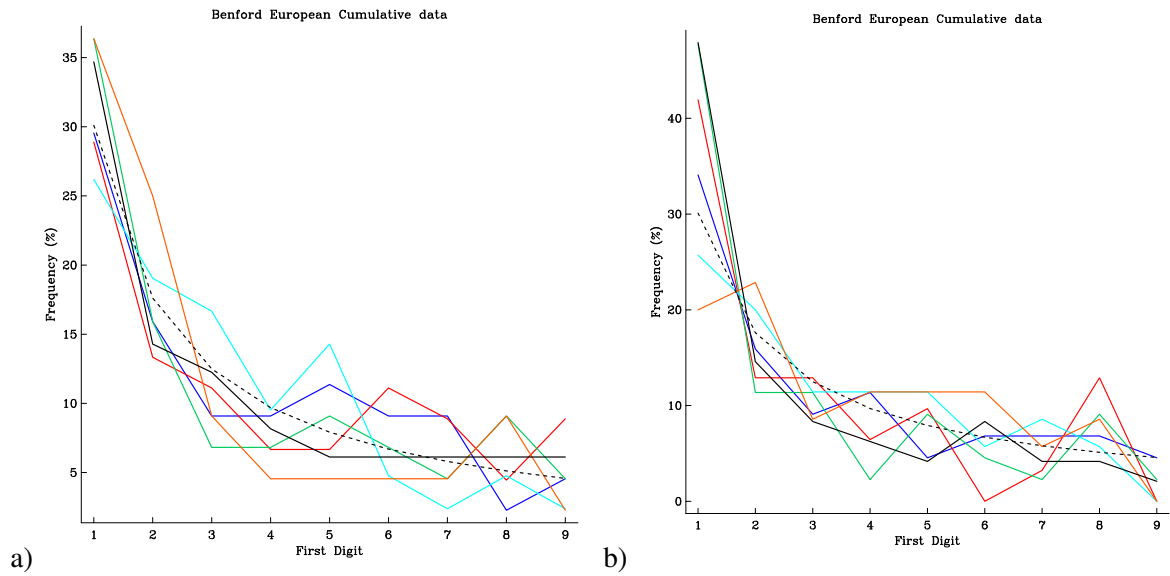 Benford European Cumulative data
35
30
25
20
15
10
5
Frequency (%)
1 2 3 4 5 6 7 8 9
First Digit
a)
Benford European Cumulative data
40
30
20
10
0
Frequency (%)
1 2 3 4 5 6 7 8 9
First Digit
b)